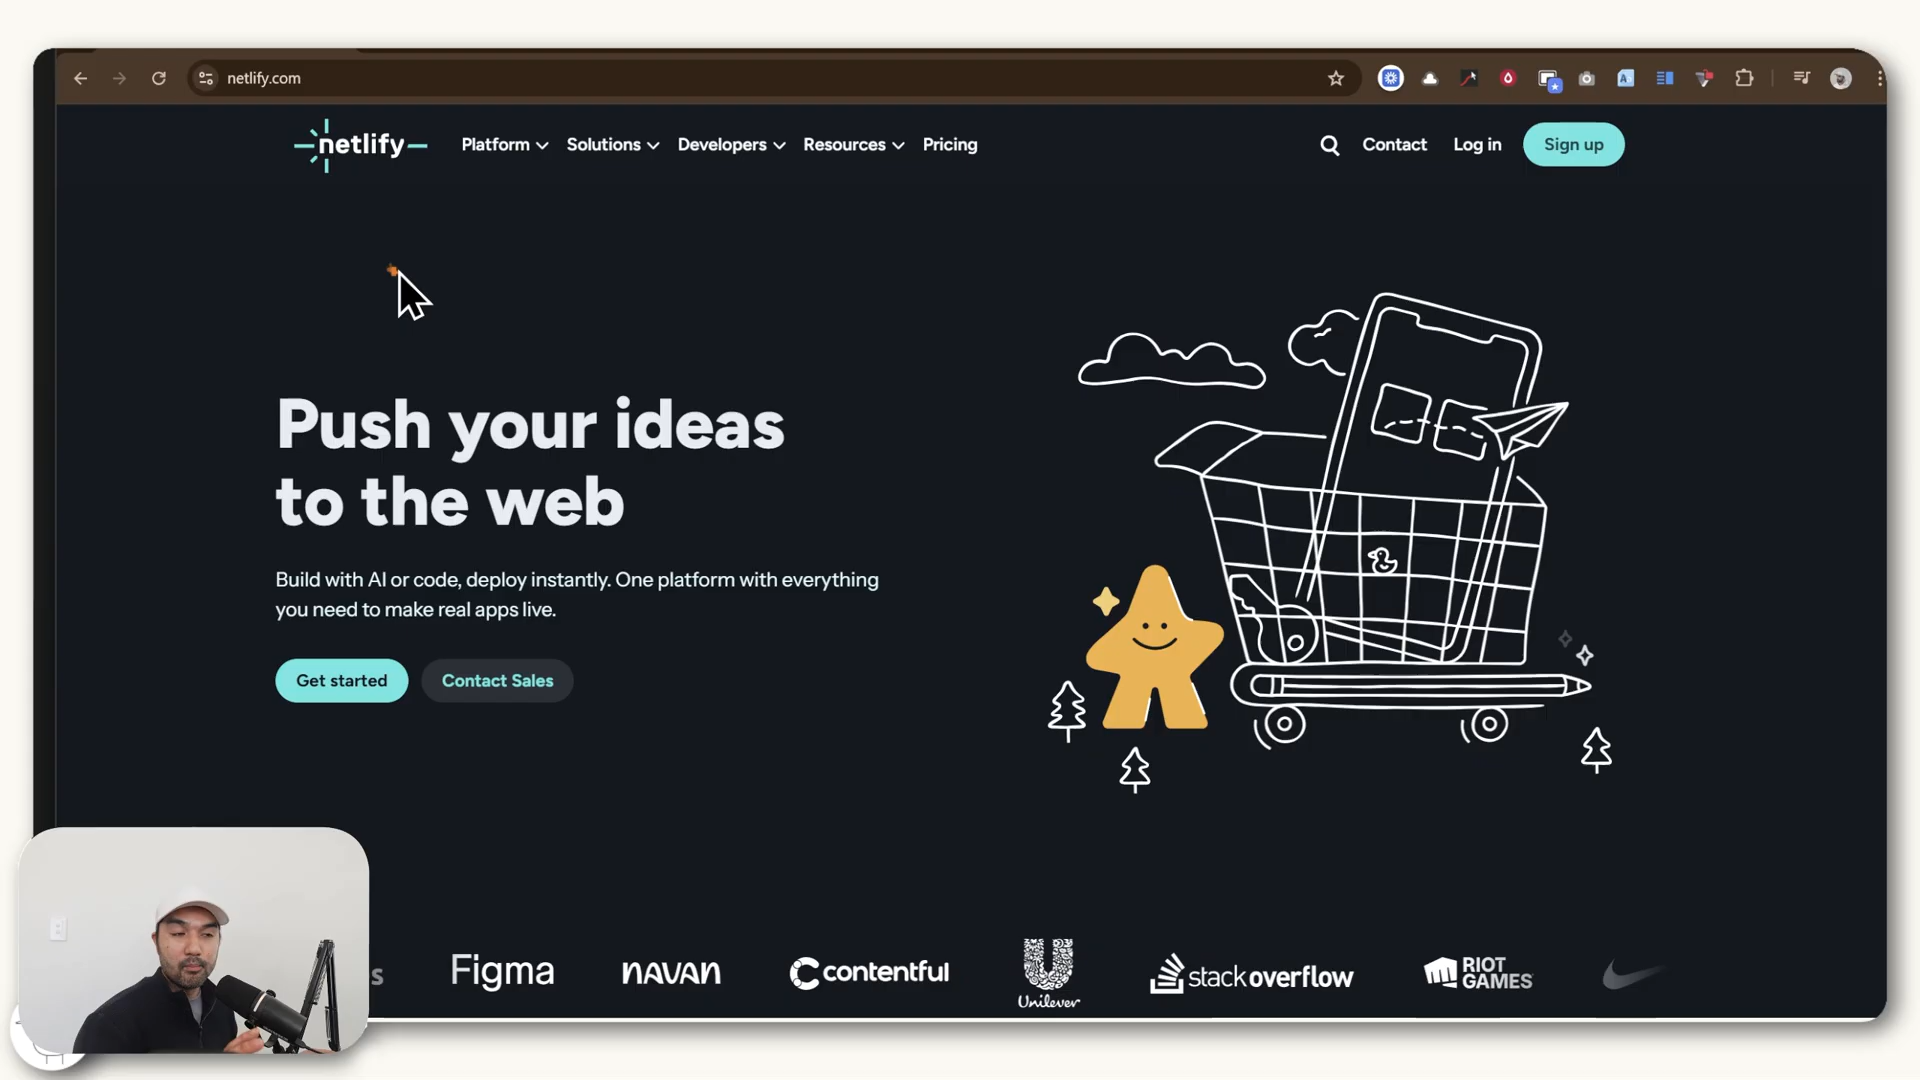 netlify.com
netlify
Platform
Solutions
Developers
Resources
Pricing
Contact
Log in
Sign up
Push your ideas
to the web
Build with AI or code, deploy instantly. One platform with everything
you need to make real apps live.
Get started
Contact Sales
s
Figma
NAVAN
contentful
Unilever
stackoverflow
RIOT
GAMES